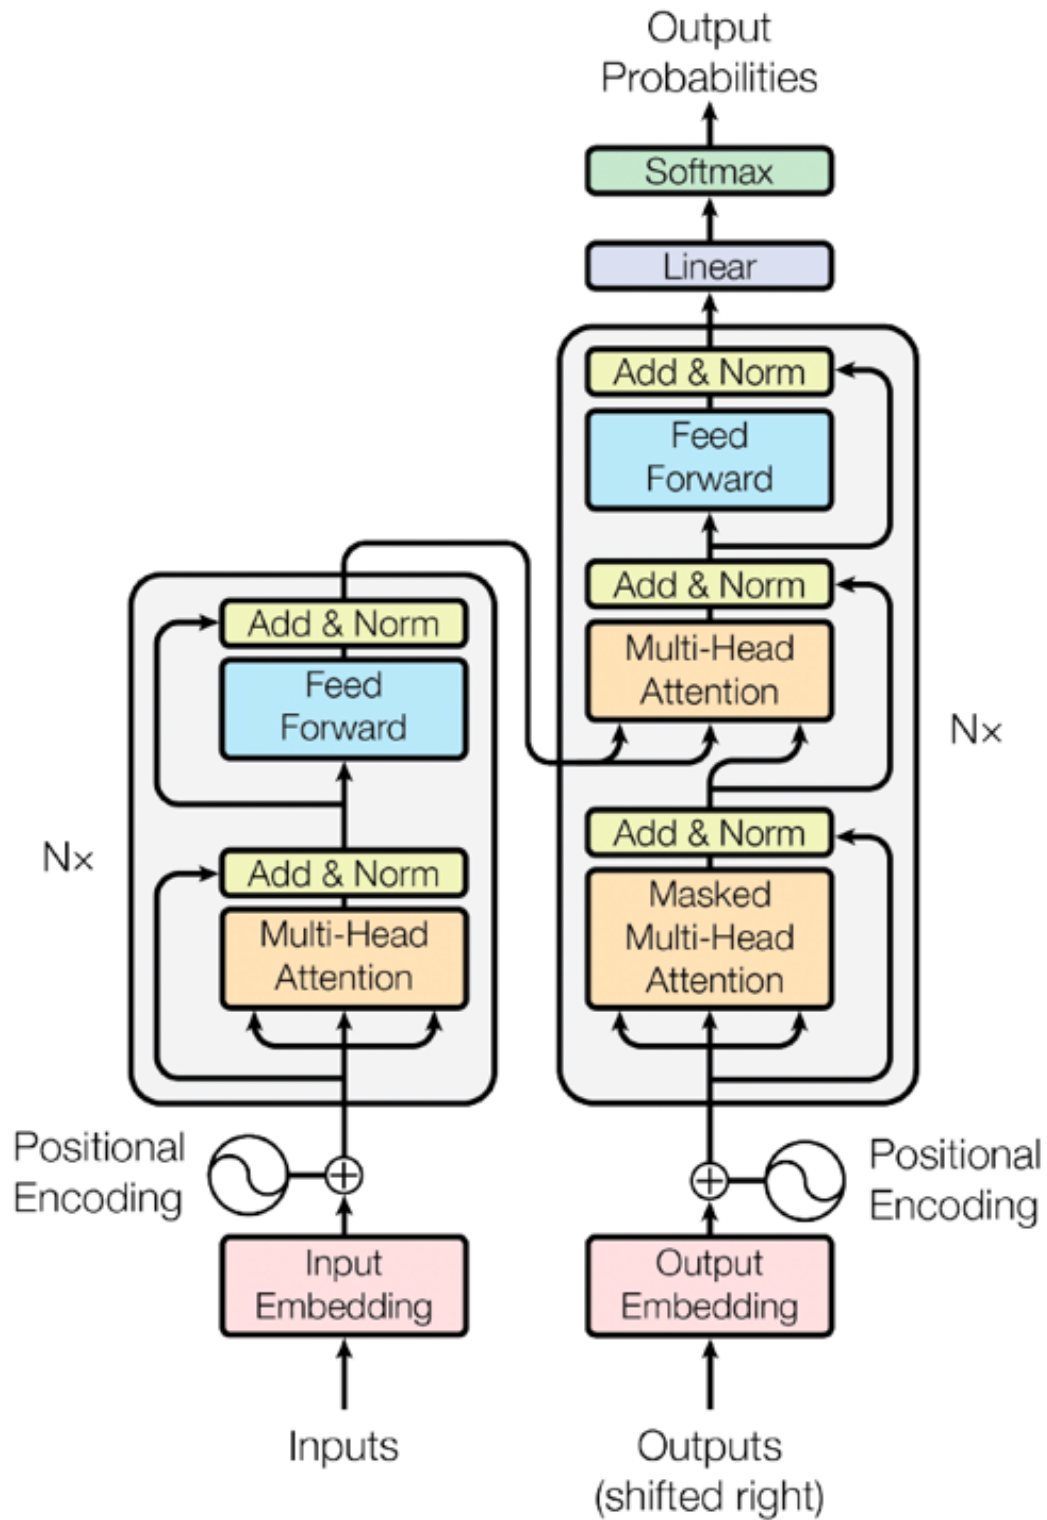 Output
Probabilities
Softmax
Linear
Add & Norm
Feed
Forward
Add & Norm
Multi-Head
Attention
Nx
Add & Norm
Masked
Multi-Head
Attention
Add & Norm
Feed
Forward
Nx
Add & Norm
Multi-Head
Attention
Positional
Encoding
Positional
Encoding
Input
Embedding
Output
Embedding
Inputs
Outputs
(shifted right)